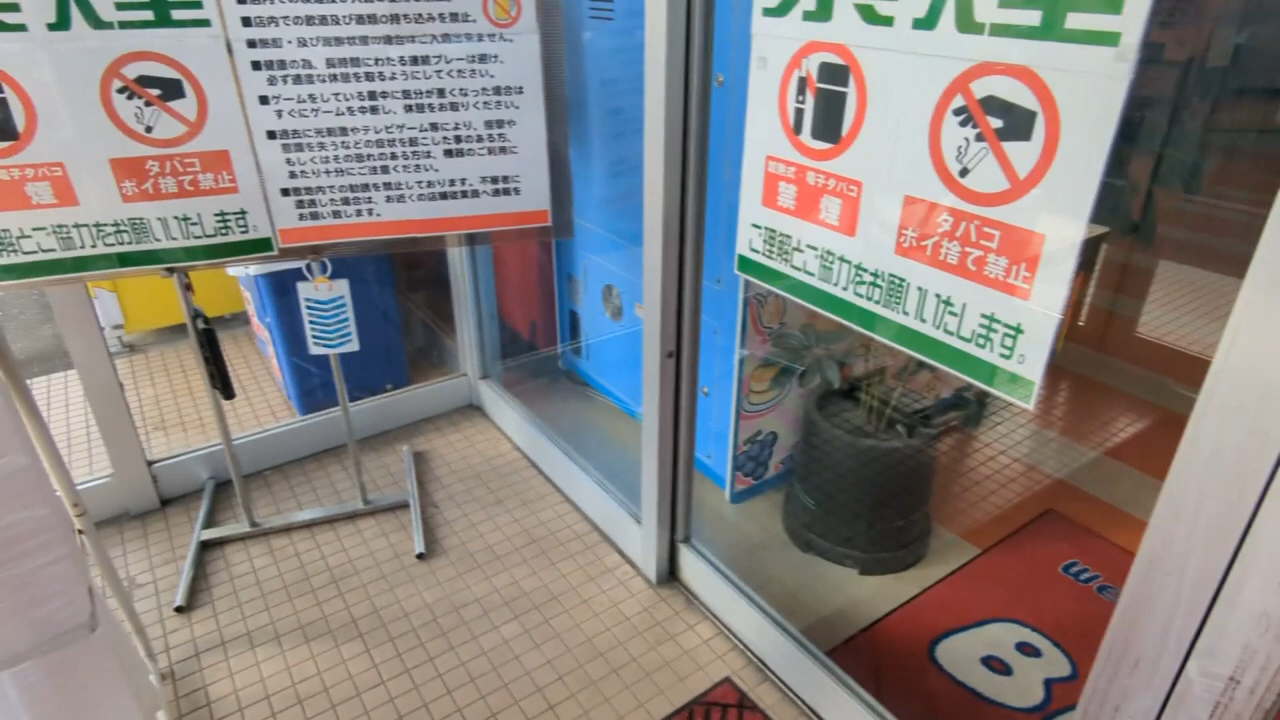 電子タバコ
煙
タバコ
ポイ捨て禁止
解とご協力をお願いいたします。
■店内での飲酒及び酒類の持ち込みを禁止。
■酩酊・及び泥酔状態の場合はご入店出来ません。
■健康の為、長時間にわたる連続プレーは避け、
必ず適度な休憩を取るようにしてください。
■ゲームをしている最中に気分が悪くなった場合は
すぐにゲームを中断し、休憩をお取りください。
■過去に光刺激やテレビゲーム等により、痙攣や
意識を失うなどの症状を起こした事のある方、
もしくはその恐れのある方は、機器のご利用に
あたり十分にご注意ください。
■敷地内での勧誘を禁止しております。不審者に
遭遇した場合は、お近くの店舗従業員へ通報を
お願い致します。
加熱式・電子タバコ
禁煙
タバコ
ポイ捨て禁止
ご理解とご協力をお願いいたします。
We
B